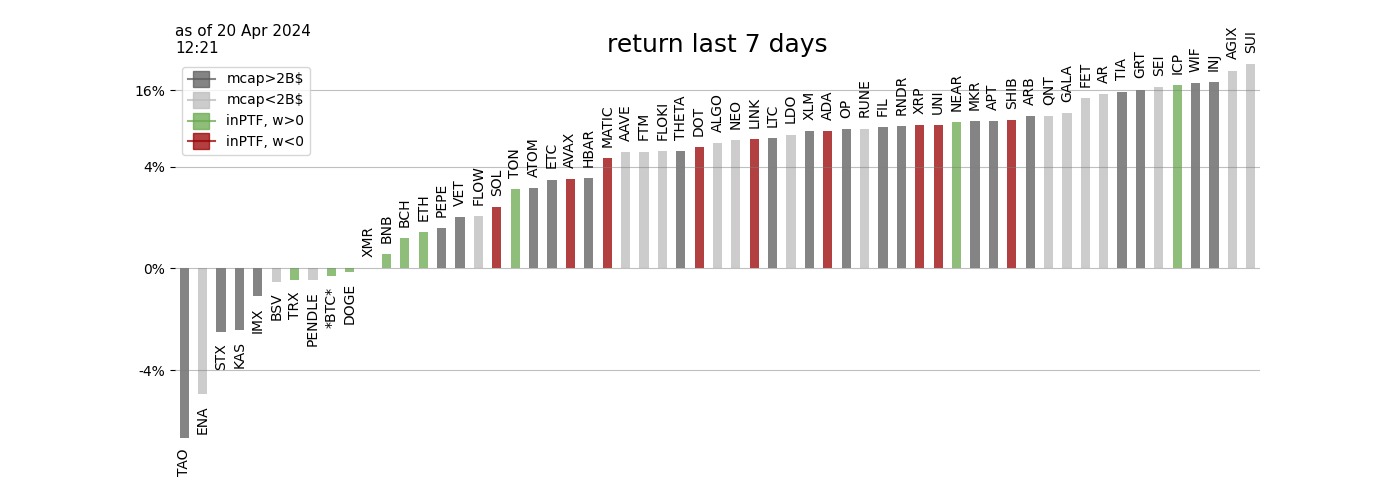 as of 20 Apr 2024
12:21
return last 7 days
mcap>2B$
mcap<2B$
inPTF, w>0
inPTF, w<0
16%
4%
0%
-4%
TAO
ENA
STX
KAS
IMX
BSV
TRX
PENDLE
*BTC*
DOGE
XMR
BNB
BCH
ETH
PEPE
VET
FLOW
SOL
TON
ATOM
ETC
AVAX
HBAR
MATIC
AAVE
FTM
FLOKI
THETA
DOT
ALGO
NEO
LINK
LTC
LDO
XLM
ADA
OP
RUNE
FIL
RNDR
XRP
UNI
NEAR
MKR
APT
SHIB
ARB
QNT
GALA
FET
AR
TIA
GRT
SEI
ICP
WIF
INJ
AGIX
SUI